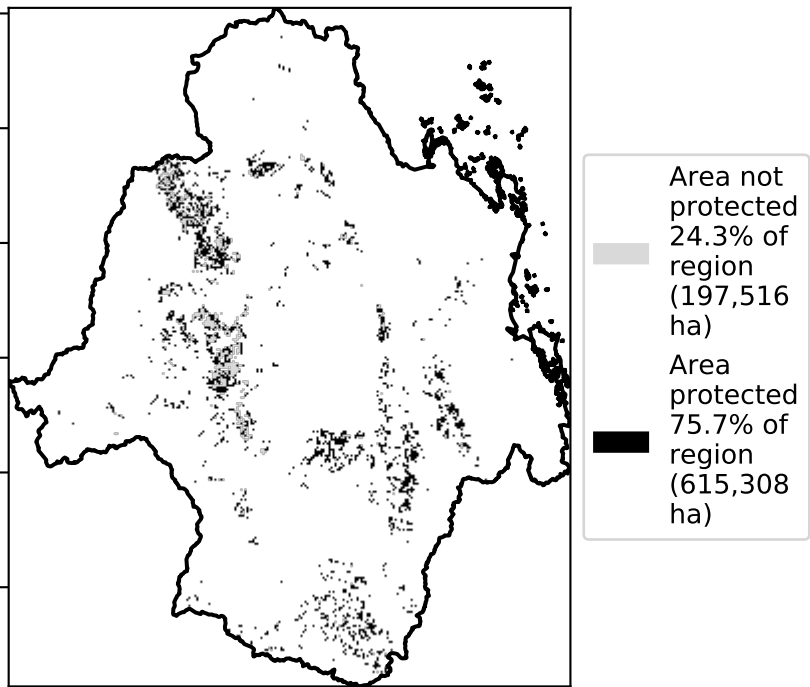 Area not
protected
24.3% of
region
(197,516
ha)
Area
protected
75.7% of
region
(615,308
ha)